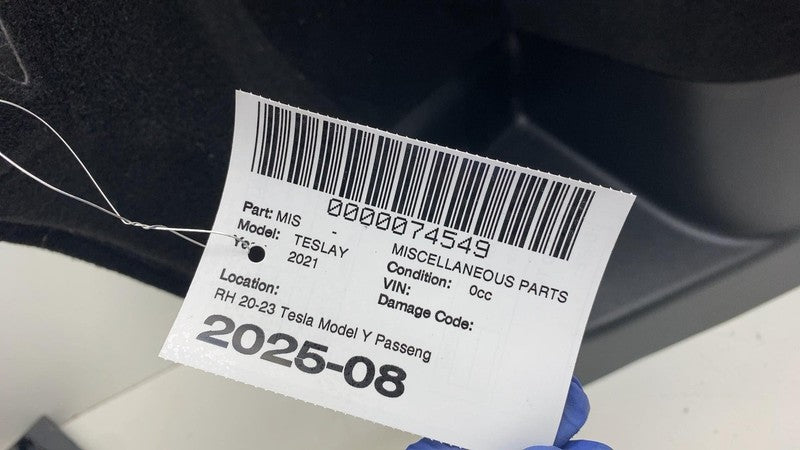 0000074549
Part: MIS - MISCELLANEOUS PARTS
Model: TESLAY Condition: 0cc
2021 VIN:
Damage Code:
Location:
RH 20-23 Tesla Model Y Passeng
2025-08